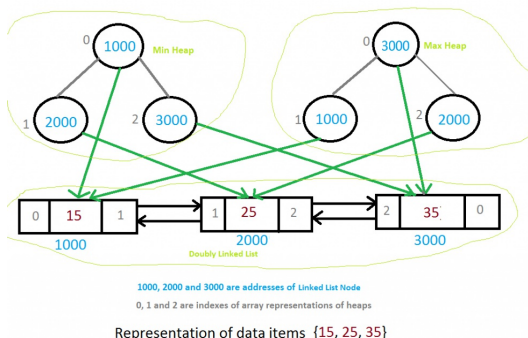 0 1000 Min Heap
0 3000 Max Heap
1 2000 2 3000
1 1000 2 2000
0 15 1
1 25 2
2 35 0
1000 2000 3000
Doubly Linked List
1000, 2000 and 3000 are addresses of Linked List Node
0, 1 and 2 are indexes of array representations of heaps
Representation of data items {15, 25, 35}